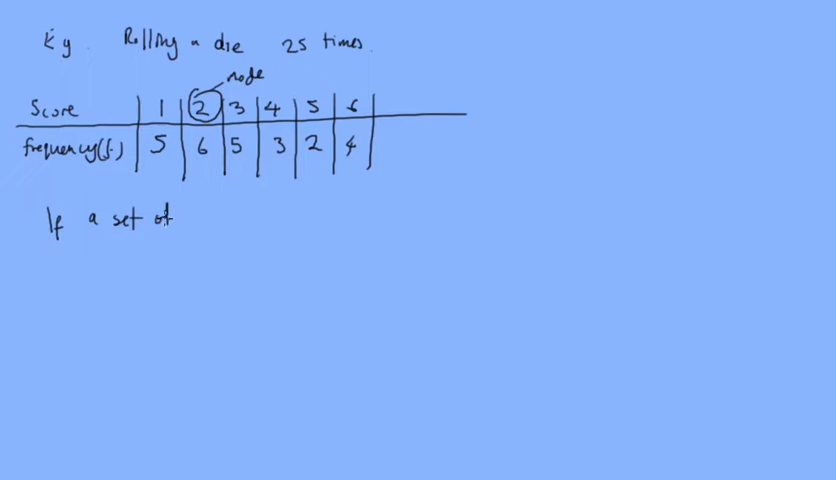 Eg. Rolling a die 25 times.
mode
Score 1 2 3 4 5 6
frequency(f) 5 6 5 3 2 4
If a set of